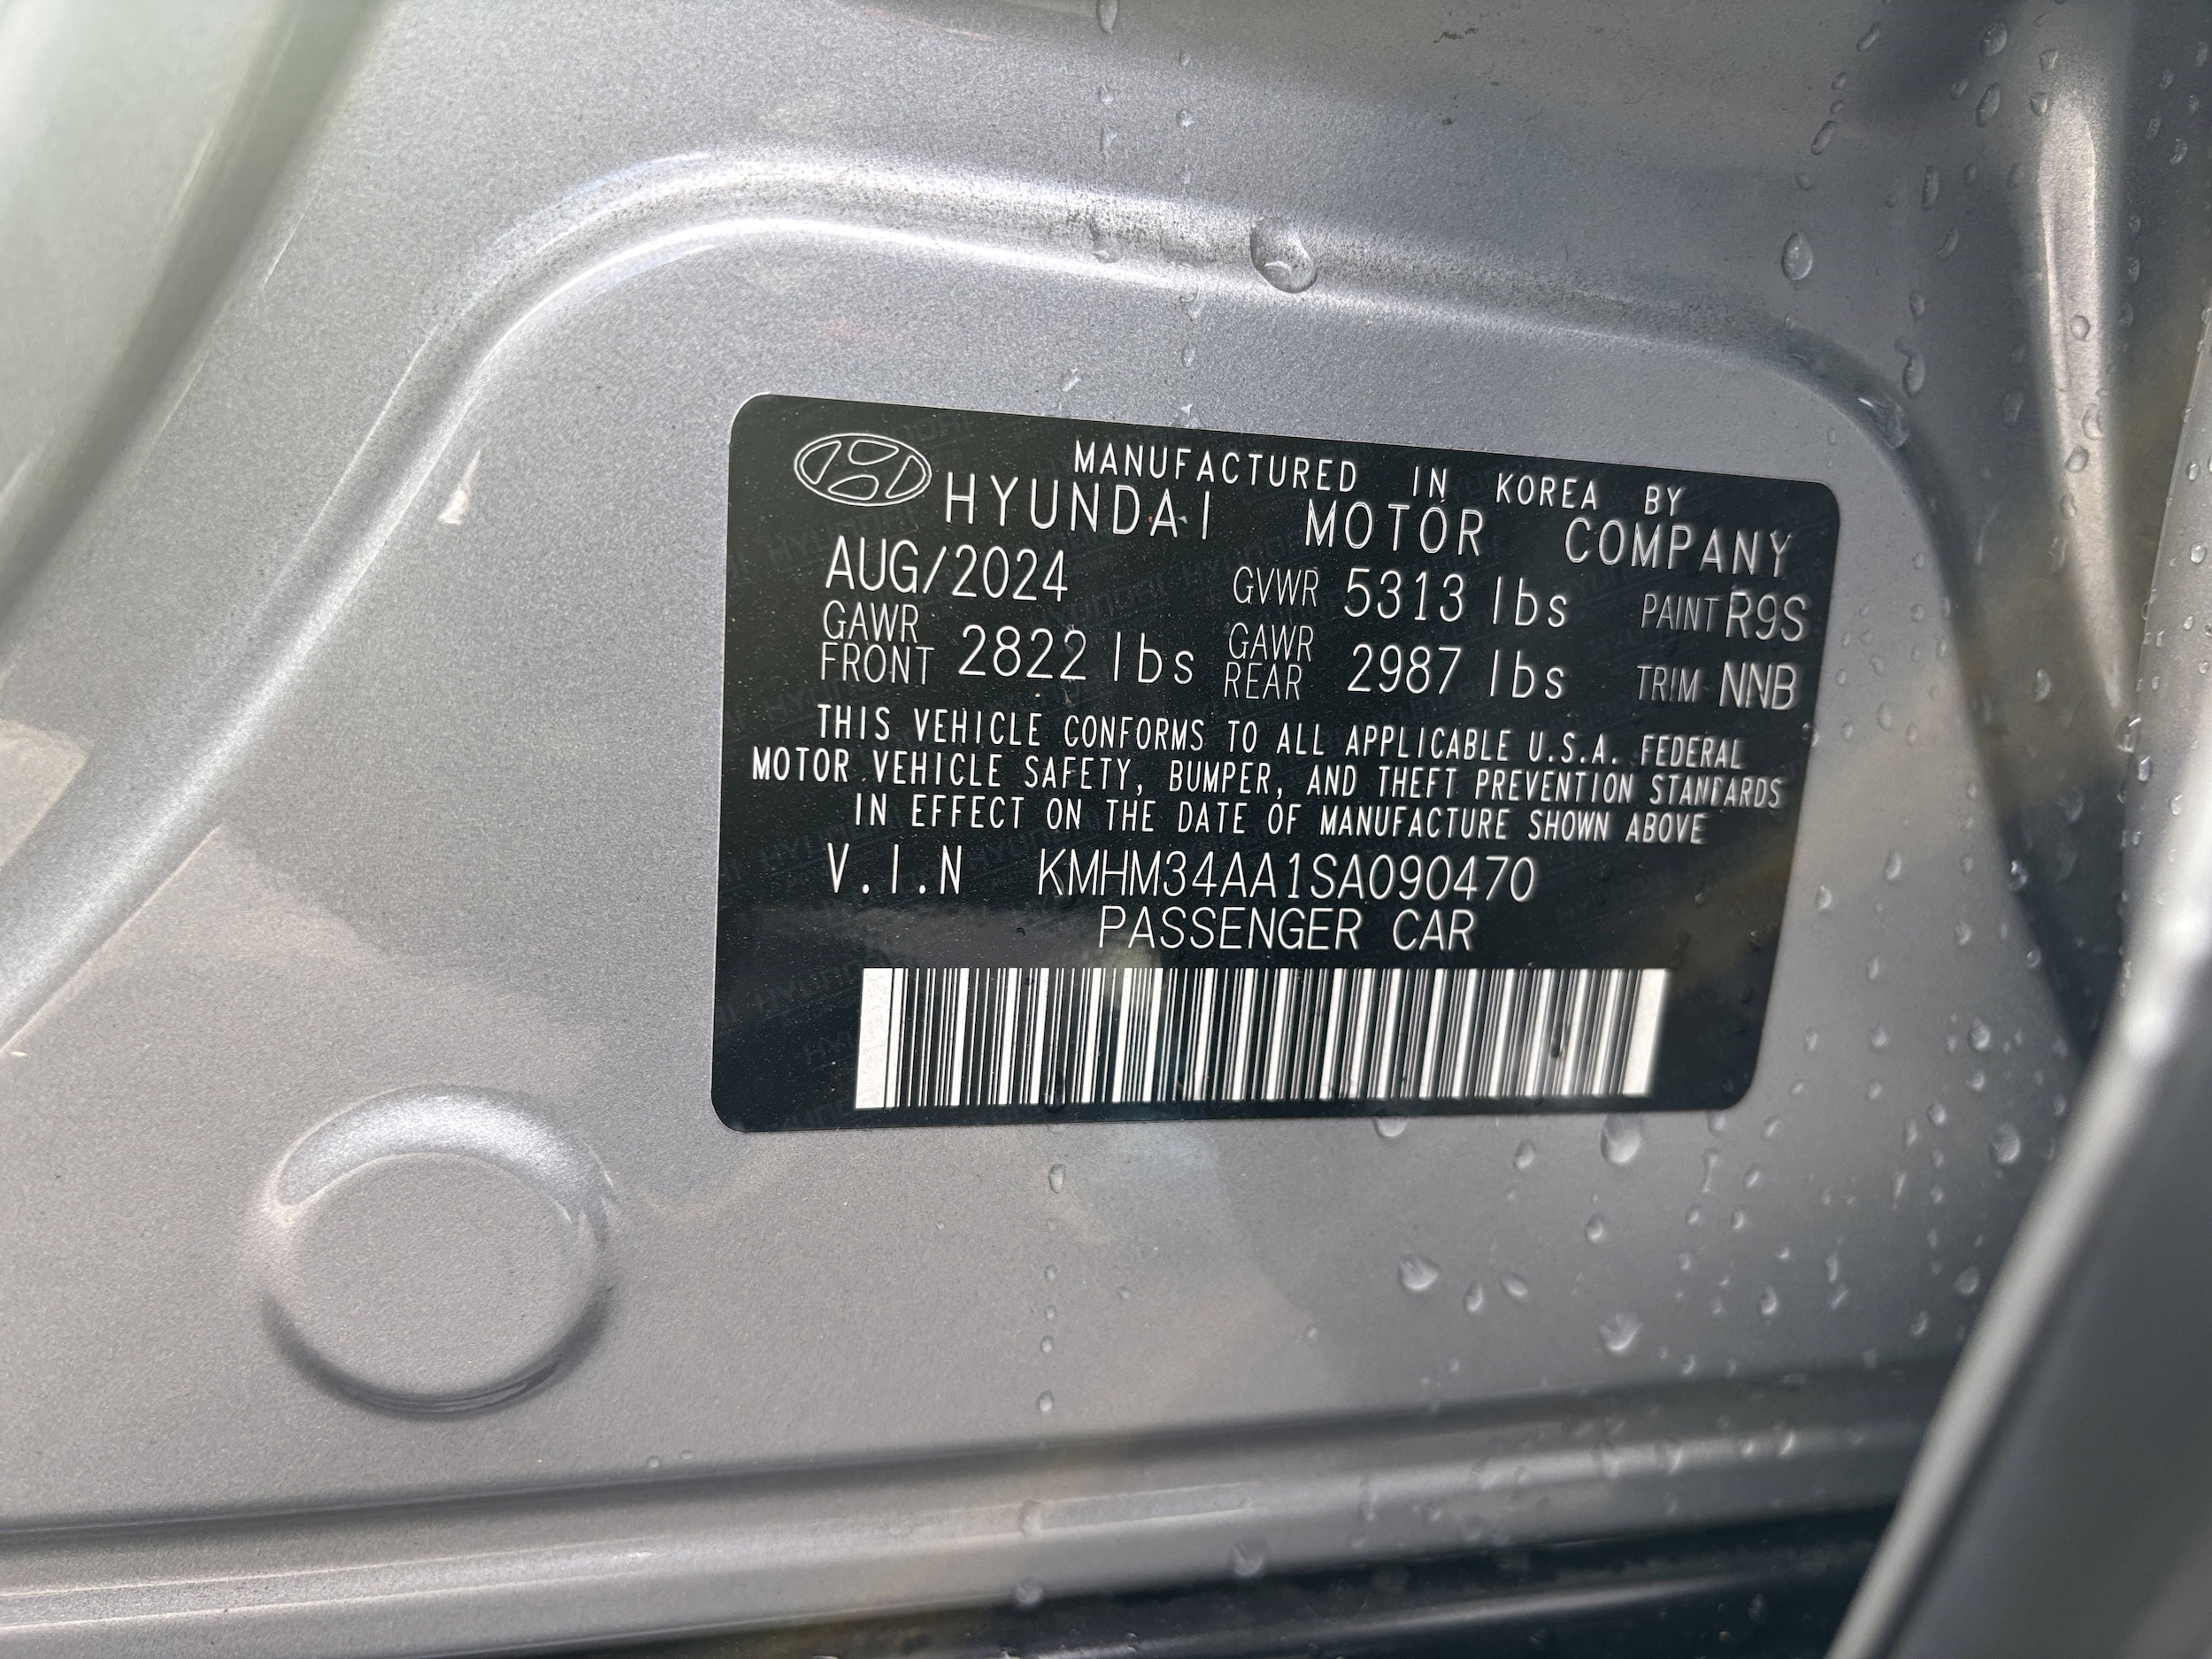 MANUFACTURED IN KOREA BY
HYUNDAI MOTOR COMPANY
AUG/2024 GVWR 5313 lbs PAINT R9S
GAWR FRONT 2822 lbs GAWR REAR 2987 lbs TRIM NNB
THIS VEHICLE CONFORMS TO ALL APPLICABLE U.S.A. FEDERAL
MOTOR VEHICLE SAFETY, BUMPER, AND THEFT PREVENTION STANDARDS
IN EFFECT ON THE DATE OF MANUFACTURE SHOWN ABOVE
V.I.N KMHM34AA1SA090470
PASSENGER CAR